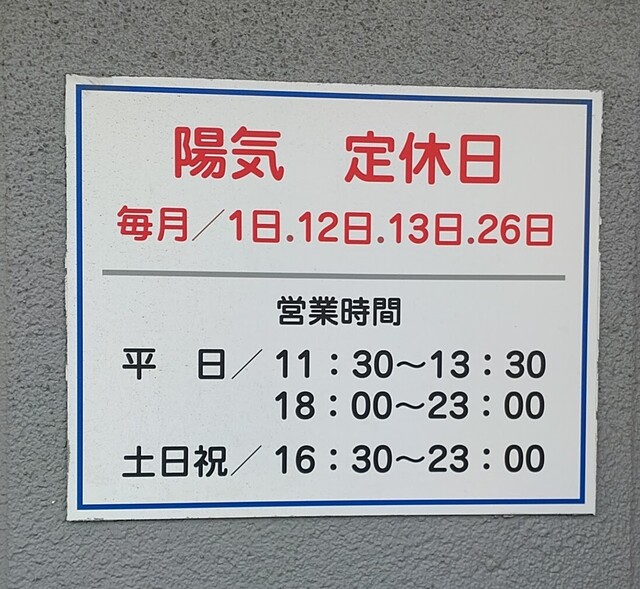 陽気　定休日
毎月／1日.12日.13日.26日
営業時間
平　日／11：30～13：30
18：00～23：00
土日祝／16：30～23：00